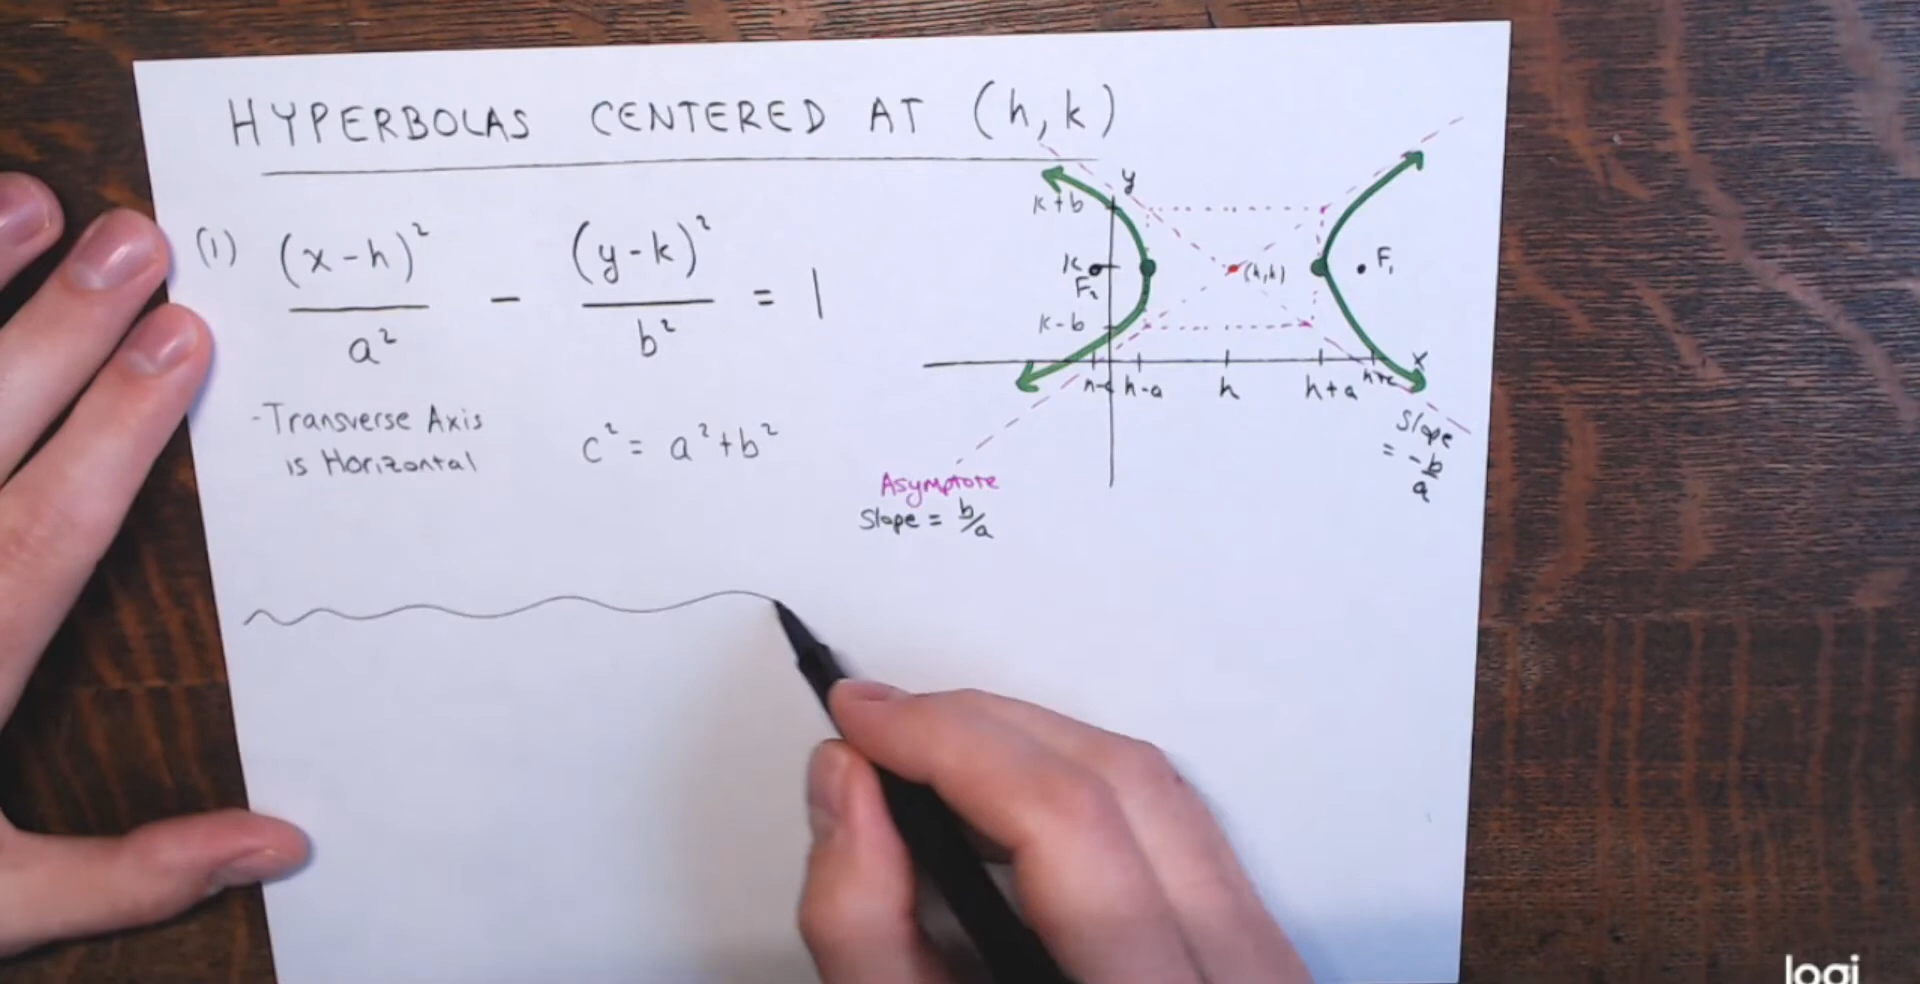 HYPERBOLAS CENTERED AT (h, k)
(1) (x-h)²/a² - (y-k)²/b² = 1
-Transverse Axis
is Horizontal
c² = a²+b²
y
k+b
k
F₂
k-b
(h,k)
F₁
x
h-c h-a h h+a h+c
Asymptote
Slope = b/a
Slope
= -b/a
logi